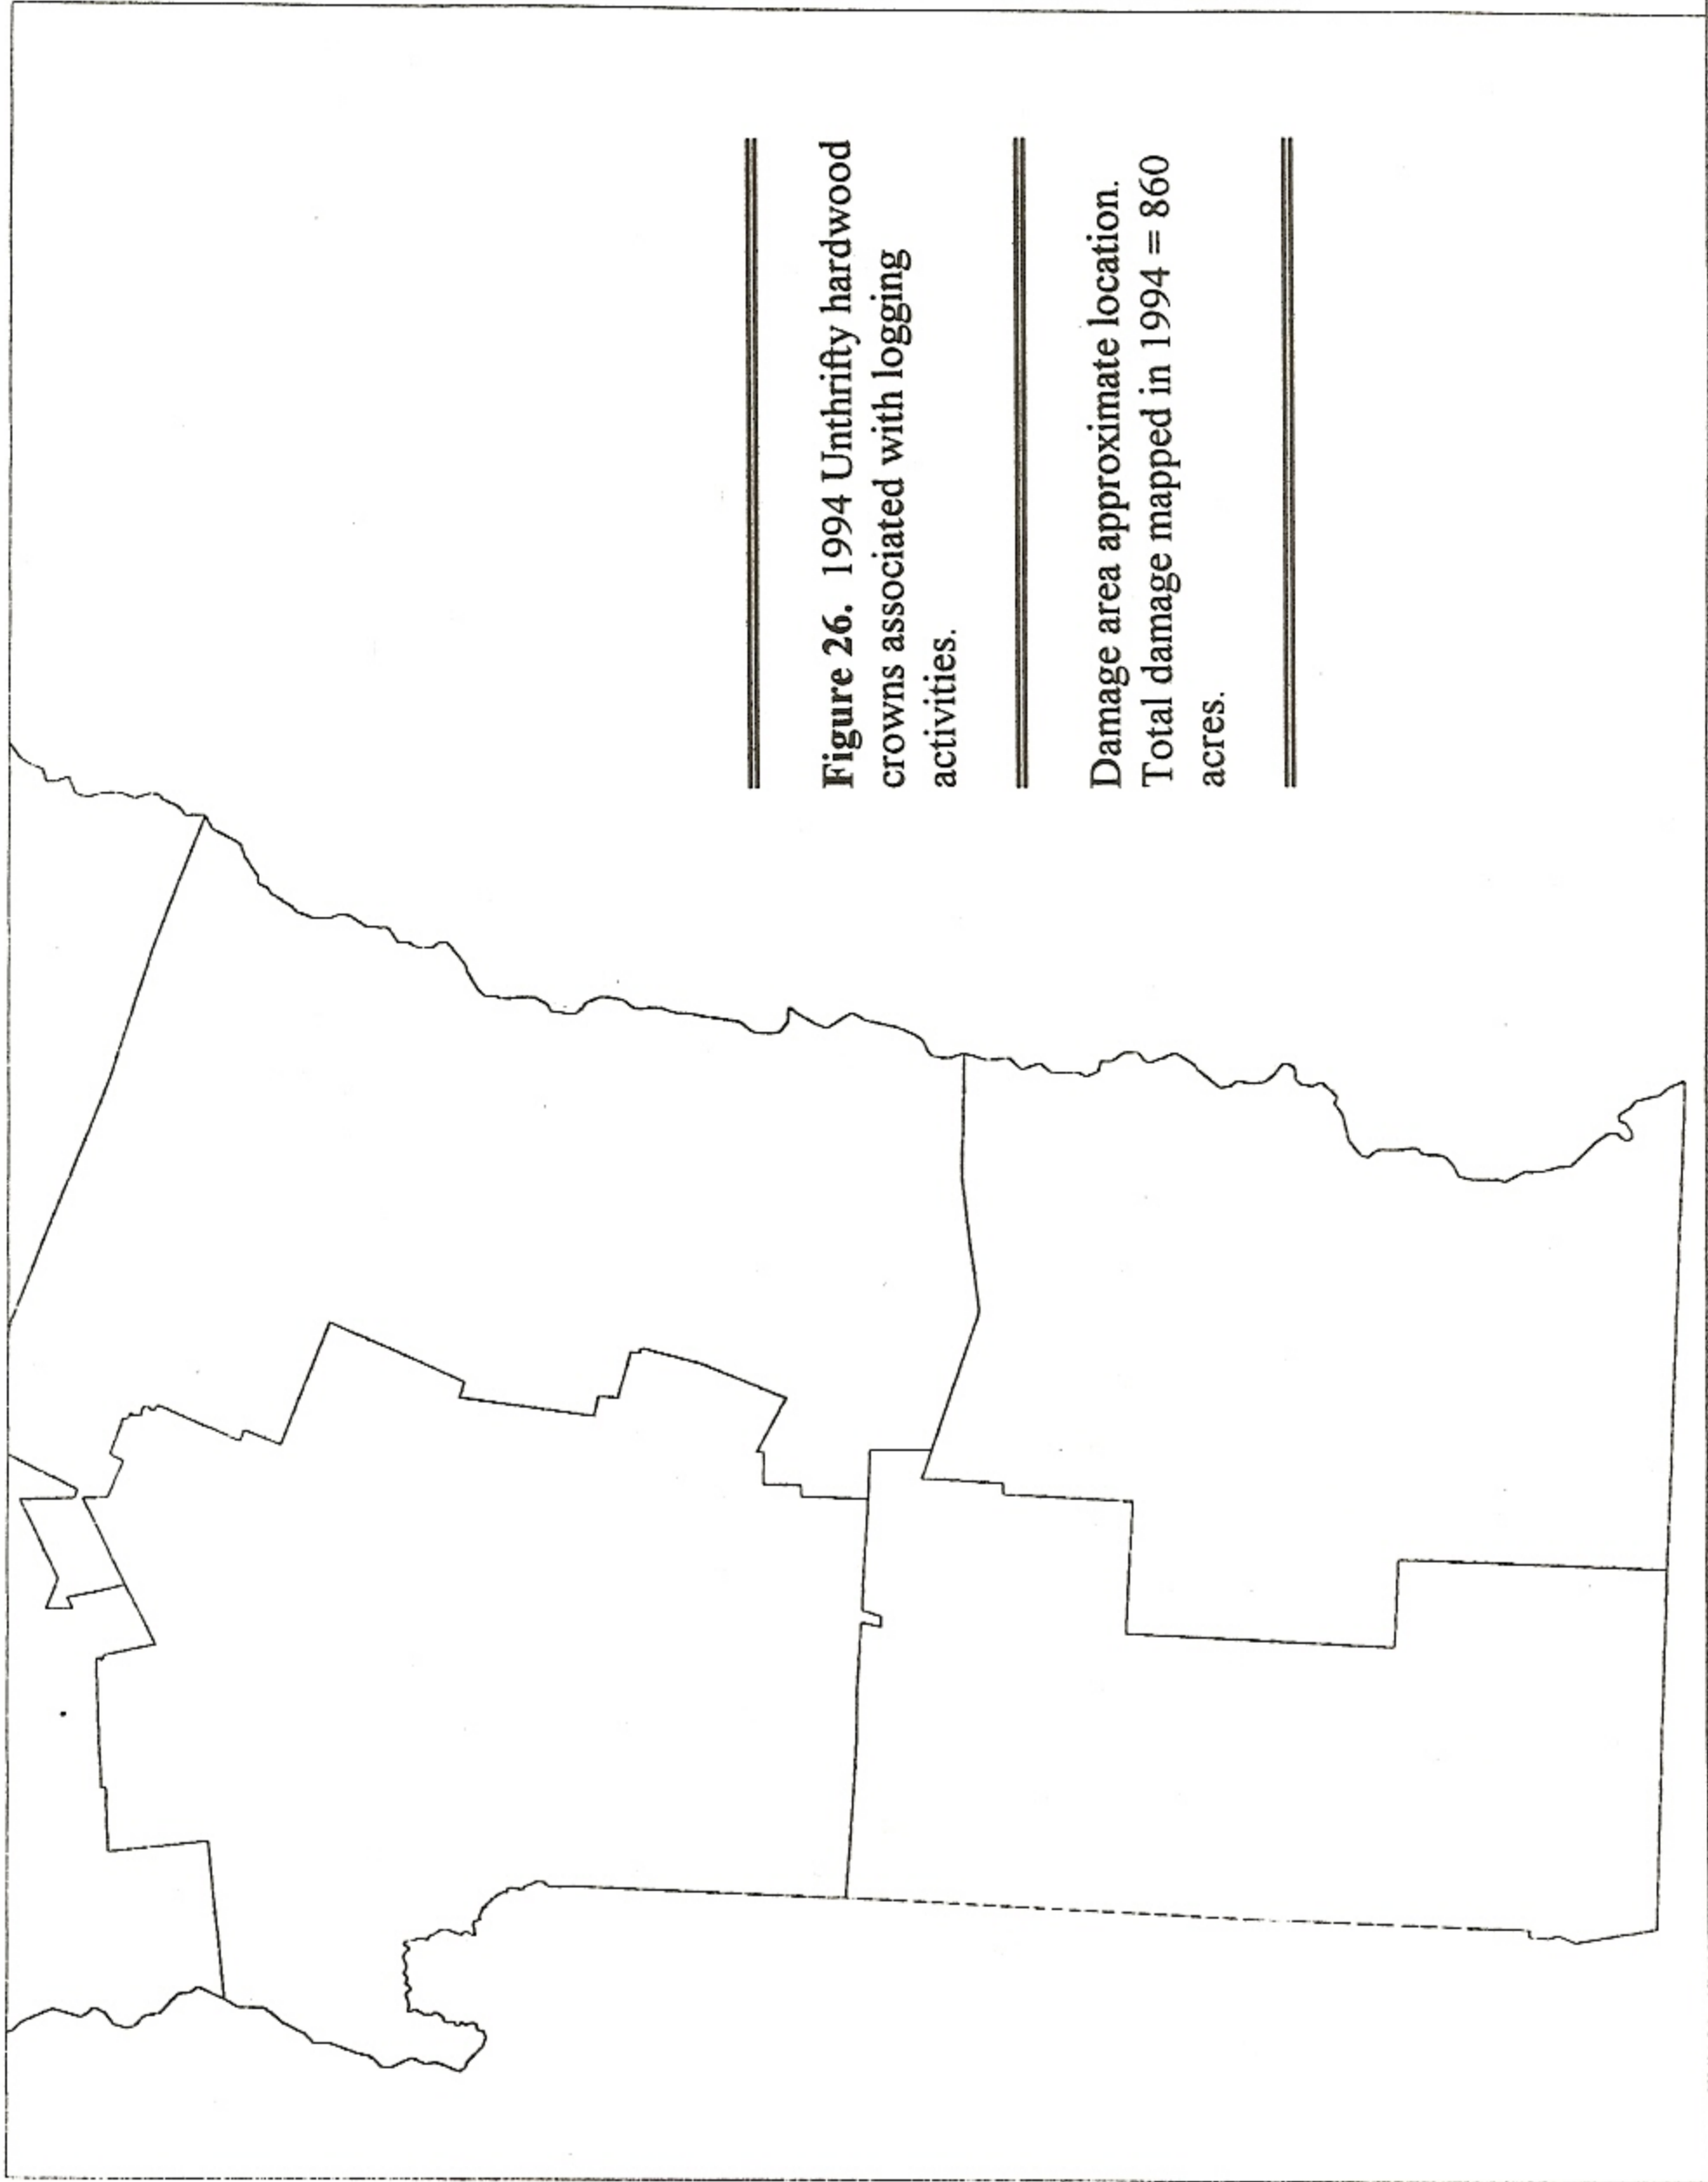 Figure 26. 1994 Unthrifty hardwood
crowns associated with logging
activities.
Damage area approximate location.
Total damage mapped in 1994 = 860
acres.